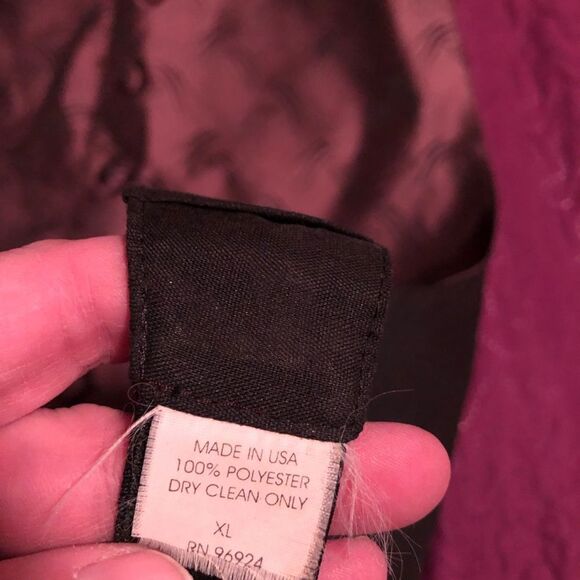 MADE IN USA
100% POLYESTER
DRY CLEAN ONLY
XL
RN 96924